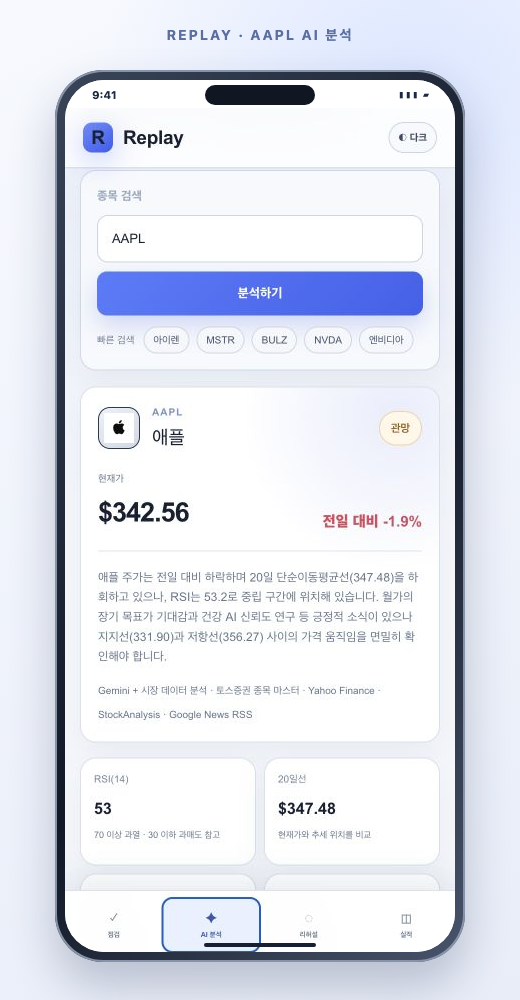 REPLAY · AAPL AI 분석
9:41
R Replay
다크
종목 검색
AAPL
분석하기
빠른 검색 아이렌 MSTR BULZ NVDA 엔비디아
AAPL
애플
관망
현재가
$342.56
전일 대비 -1.9%
애플 주가는 전일 대비 하락하며 20일 단순이동평균선(347.48)을 하
회하고 있으나, RSI는 53.2로 중립 구간에 위치해 있습니다. 월가의
장기 목표가 기대감과 건강 AI 신뢰도 연구 등 긍정적 소식이 있으나
지지선(331.90)과 저항선(356.27) 사이의 가격 움직임을 면밀히 확
인해야 합니다.
Gemini + 시장 데이터 분석 · 토스증권 종목 마스터 · Yahoo Finance ·
StockAnalysis · Google News RSS
RSI(14)
53
70 이상 과열 · 30 이하 과매도 참고
20일선
$347.48
현재가와 추세 위치를 비교
점검 AI 분석 리허설 실적